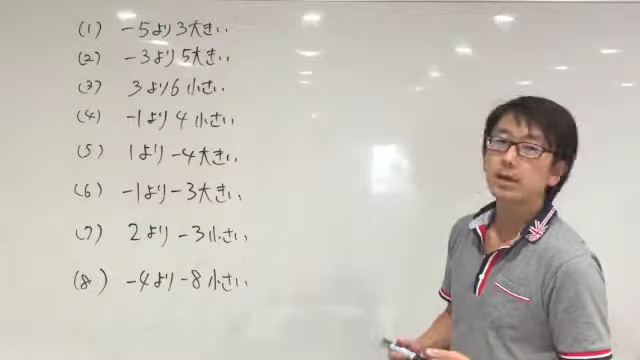 (1) -5より3大きい
(2) -3より5大きい
(3) 3より6小さい
(4) -1より4小さい
(5) 1より-4大きい
(6) -1より-3大きい
(7) 2より-3小さい
(8) -4より-8小さい